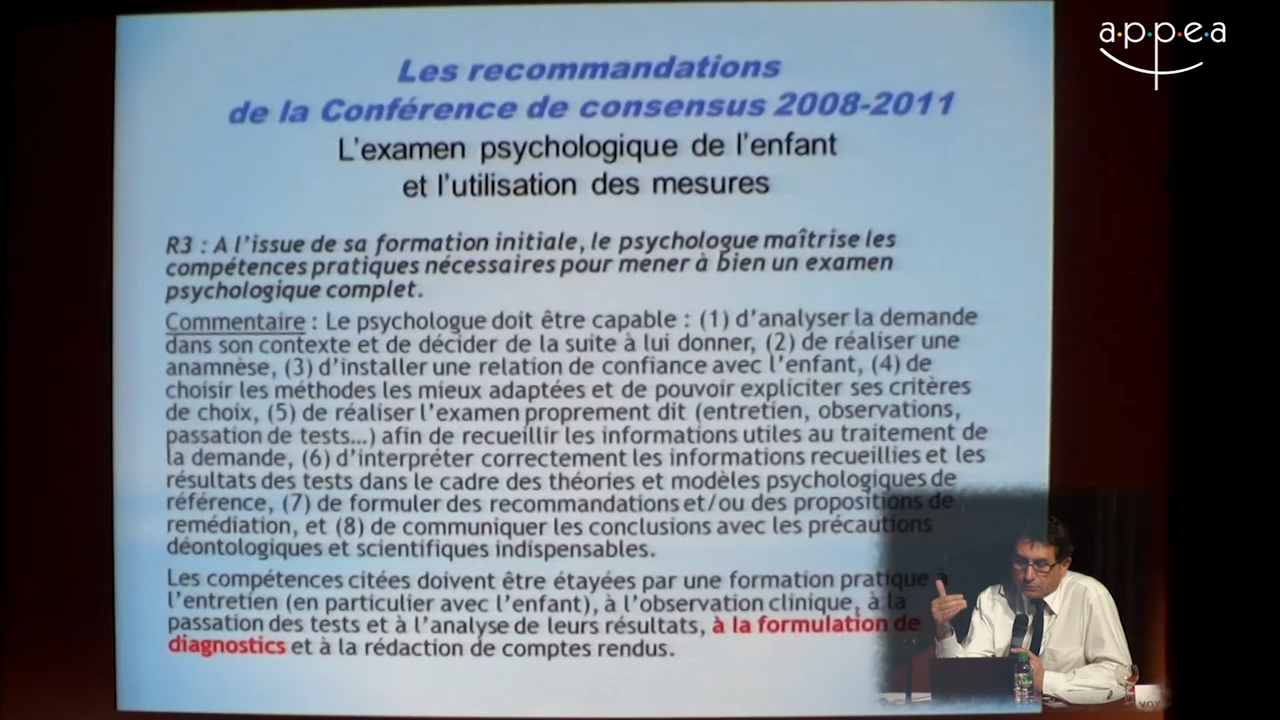 a·p·p·e·a
Les recommandations
de la Conférence de consensus 2008-2011
L'examen psychologique de l'enfant
et l'utilisation des mesures
R3 : A l'issue de sa formation initiale, le psychologue maîtrise les
compétences pratiques nécessaires pour mener à bien un examen
psychologique complet.
Commentaire : Le psychologue doit être capable : (1) d'analyser la demande
dans son contexte et de décider de la suite à lui donner, (2) de réaliser une
anamnèse, (3) d'installer une relation de confiance avec l'enfant, (4) de
choisir les méthodes les mieux adaptées et de pouvoir expliciter ses critères
de choix, (5) de réaliser l'examen proprement dit (entretien, observations,
passation de tests...) afin de recueillir les informations utiles au traitement de
la demande, (6) d'interpréter correctement les informations recueillies et les
résultats des tests dans le cadre des théories et modèles psychologiques de
référence, (7) de formuler des recommandations et/ou des propositions de
remédiation, et (8) de communiquer les conclusions avec les précautions
déontologiques et scientifiques indispensables.
Les compétences citées doivent être étayées par une formation pratique à
l'entretien (en particulier avec l'enfant), à l'observation clinique, à la
passation des tests et à l'analyse de leurs résultats, à la formulation de
diagnostics et à la rédaction de comptes rendus.